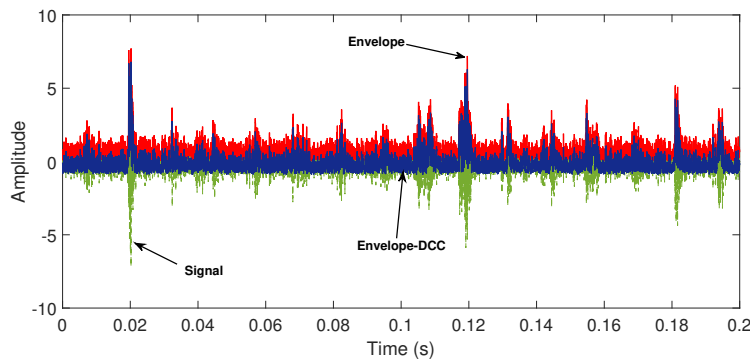 10
Envelope
5
Amplitude
0
Envelope-DCC
-5
Signal
-10
0 0.02 0.04 0.06 0.08 0.1 0.12 0.14 0.16 0.18 0.2
Time (s)